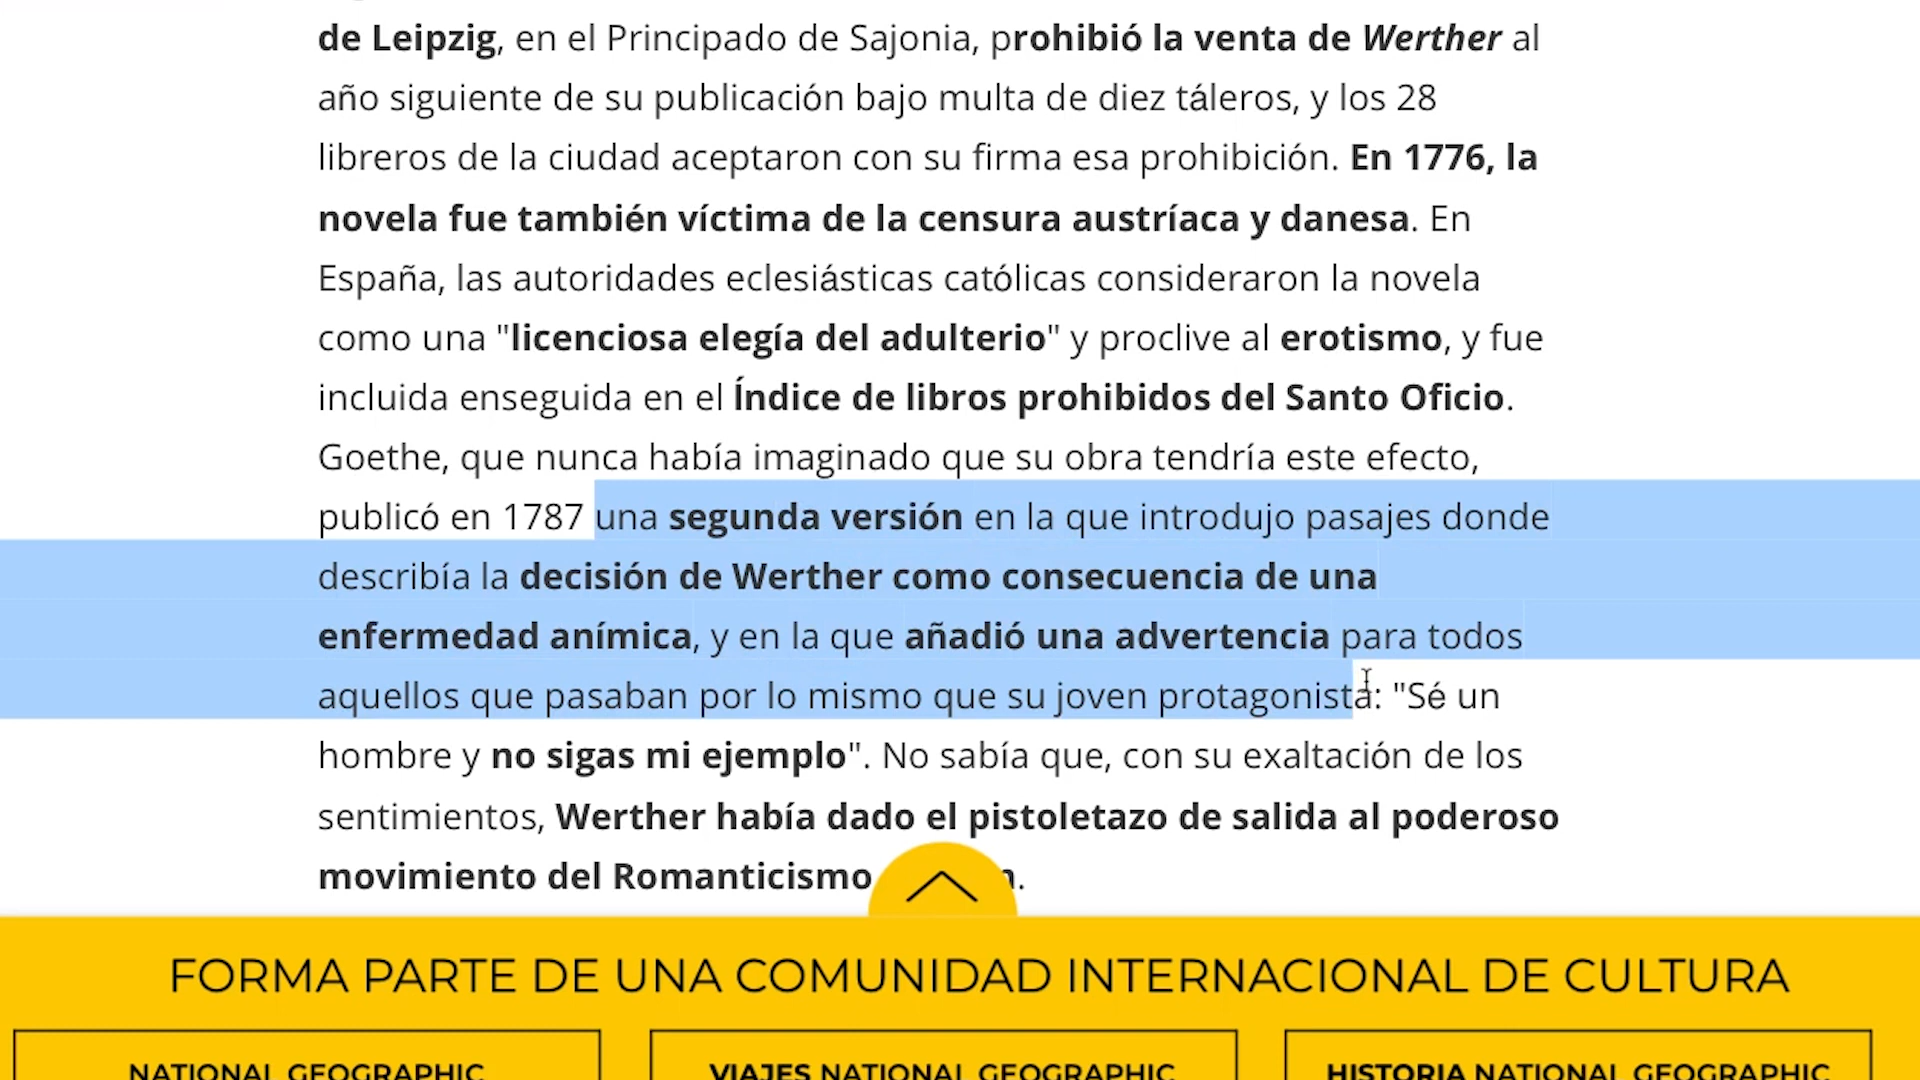 de Leipzig, en el Principado de Sajonia, prohibió la venta de Werther al
año siguiente de su publicación bajo multa de diez táleros, y los 28
libreros de la ciudad aceptaron con su firma esa prohibición. En 1776, la
novela fue también víctima de la censura austríaca y danesa. En
España, las autoridades eclesiásticas católicas consideraron la novela
como una "licenciosa elegía del adulterio" y proclive al erotismo, y fue
incluida enseguida en el Índice de libros prohibidos del Santo Oficio.
Goethe, que nunca había imaginado que su obra tendría este efecto,
publicó en 1787 una segunda versión en la que introdujo pasajes donde
describía la decisión de Werther como consecuencia de una
enfermedad anímica, y en la que añadió una advertencia para todos
aquellos que pasaban por lo mismo que su joven protagonista: "Sé un
hombre y no sigas mi ejemplo". No sabía que, con su exaltación de los
sentimientos, Werther había dado el pistoletazo de salida al poderoso
movimiento del Romanticismo
FORMA PARTE DE UNA COMUNIDAD INTERNACIONAL DE CULTURA
NATIONAL GEOGRAPHIC
VIAJES NATIONAL GEOGRAPHIC
HISTORIA NATIONAL GEOGRAPHIC